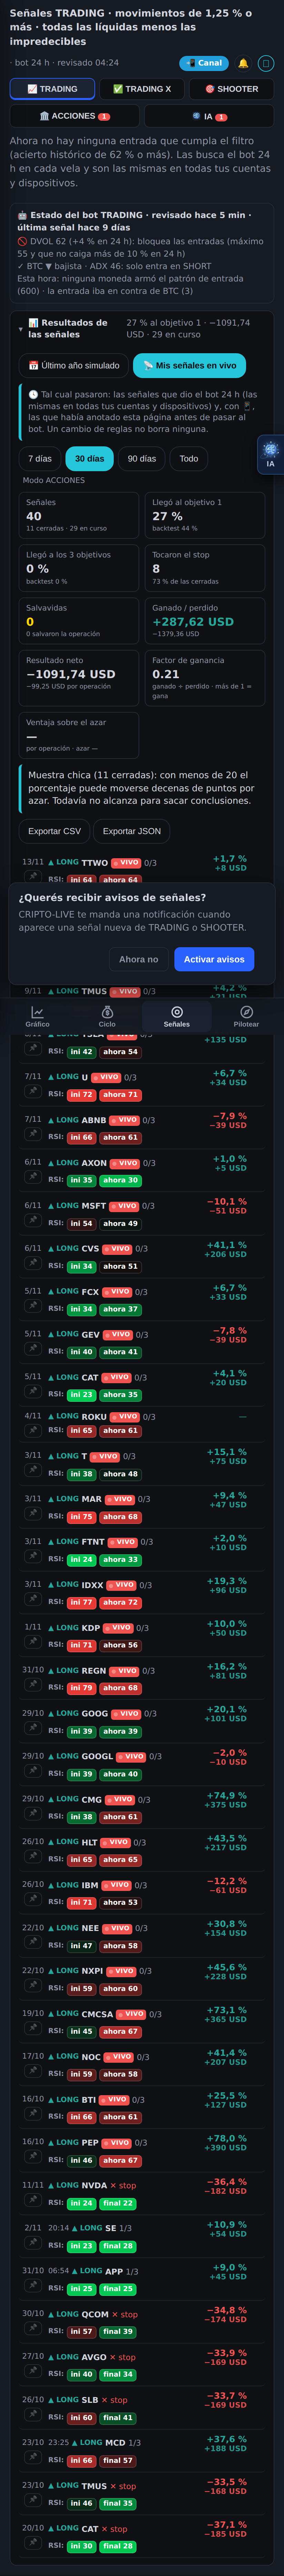 Señales TRADING · movimientos de 1,25 % o
más · todas las líquidas menos las
impredecibles
· bot 24 h · revisado 04:24
📲 Canal
🔔
📈 TRADING
✅ TRADING X
🎯 SHOOTER
🏛️ ACCIONES 1
IA 1
Ahora no hay ninguna entrada que cumpla el filtro
(acierto histórico de 62 % o más). Las busca el bot 24
h en cada vela y son las mismas en todas tus cuentas
y dispositivos.
🤖 Estado del bot TRADING · revisado hace 5 min ·
última señal hace 9 días
🚫 DVOL 62 (+4 % en 24 h): bloquea las entradas (máximo
55 y que no caiga más de 10 % en 24 h)
✓ BTC ▼ bajista · ADX 46: solo entra en SHORT
Esta hora: ninguna moneda armó el patrón de entrada
(600) · la entrada iba en contra de BTC (3)
▼ 📊 Resultados de
las señales
27 % al objetivo 1 · −1091,74
USD · 29 en curso
📅 Último año simulado
📡 Mis señales en vivo
🕓 Tal cual pasaron: las señales que dio el bot 24 h (las
mismas en todas tus cuentas y dispositivos) y, con 📱,
las que había anotado esta página antes de pasar al
bot. Un cambio de reglas no borra ninguna.
IA
7 días
30 días
90 días
Todo
Modo ACCIONES
Señales
40
11 cerradas · 29 en curso
Llegó al objetivo 1
27 %
backtest 44 %
Llegó a los 3 objetivos
0 %
backtest 0 %
Tocaron el stop
8
73 % de las cerradas
Salvavidas
0
0 salvaron la operación
Ganado / perdido
+287,62 USD
−1379,36 USD
Resultado neto
−1091,74 USD
−99,25 USD por operación
Factor de ganancia
0.21
ganado ÷ perdido · más de 1 =
gana
Ventaja sobre el azar
—
por operación · azar —
Muestra chica (11 cerradas): con menos de 20 el
porcentaje puede moverse decenas de puntos por
azar. Todavía no alcanza para sacar conclusiones.
Exportar CSV
Exportar JSON
13/11 ▲ LONG TTWO VIVO 0/3 +1,7 %
+8 USD
RSI: ini 64 ahora 64
¿Querés recibir avisos de señales?
CRIPTO-LIVE te manda una notificación cuando
aparece una señal nueva de TRADING o SHOOTER.
Ahora no
Activar avisos
9/11 ▲ LONG TMUS VIVO 0/3 +4,2 %
+21 USD
Gráfico
Ciclo
Señales
Pilotear
+135 USD
RSI: ini 42 ahora 54
7/11 ▲ LONG U VIVO 0/3 +6,7 %
+34 USD
RSI: ini 72 ahora 71
7/11 ▲ LONG ABNB VIVO 0/3 −7,9 %
−39 USD
RSI: ini 66 ahora 61
6/11 ▲ LONG AXON VIVO 0/3 +1,0 %
+5 USD
RSI: ini 35 ahora 30
6/11 ▲ LONG MSFT VIVO 0/3 −10,1 %
−51 USD
RSI: ini 54 ahora 49
6/11 ▲ LONG CVS VIVO 0/3 +41,1 %
+206 USD
RSI: ini 34 ahora 51
5/11 ▲ LONG FCX VIVO 0/3 +6,7 %
+33 USD
RSI: ini 34 ahora 37
5/11 ▲ LONG GEV VIVO 0/3 −7,8 %
−39 USD
RSI: ini 40 ahora 41
5/11 ▲ LONG CAT VIVO 0/3 +4,1 %
+20 USD
RSI: ini 23 ahora 35
4/11 ▲ LONG ROKU VIVO 0/3 —
RSI: ini 65 ahora 61
3/11 ▲ LONG T VIVO 0/3 +15,1 %
+75 USD
RSI: ini 38 ahora 48
3/11 ▲ LONG MAR VIVO 0/3 +9,4 %
+47 USD
RSI: ini 75 ahora 68
3/11 ▲ LONG FTNT VIVO 0/3 +2,0 %
+10 USD
RSI: ini 24 ahora 33
3/11 ▲ LONG IDXX VIVO 0/3 +19,3 %
+96 USD
RSI: ini 77 ahora 72
1/11 ▲ LONG KDP VIVO 0/3 +10,0 %
+50 USD
RSI: ini 71 ahora 56
31/10 ▲ LONG REGN VIVO 0/3 +16,2 %
+81 USD
RSI: ini 79 ahora 68
29/10 ▲ LONG GOOG VIVO 0/3 +20,1 %
+101 USD
RSI: ini 39 ahora 39
29/10 ▲ LONG GOOGL VIVO 0/3 −2,0 %
−10 USD
RSI: ini 39 ahora 40
29/10 ▲ LONG CMG VIVO 0/3 +74,9 %
+375 USD
RSI: ini 38 ahora 61
26/10 ▲ LONG HLT VIVO 0/3 +43,5 %
+217 USD
RSI: ini 65 ahora 65
26/10 ▲ LONG IBM VIVO 0/3 −12,2 %
−61 USD
RSI: ini 71 ahora 53
22/10 ▲ LONG NEE VIVO 0/3 +30,8 %
+154 USD
RSI: ini 47 ahora 58
22/10 ▲ LONG NXPI VIVO 0/3 +45,6 %
+228 USD
RSI: ini 59 ahora 60
19/10 ▲ LONG CMCSA VIVO 0/3 +73,1 %
+365 USD
RSI: ini 45 ahora 67
17/10 ▲ LONG NOC VIVO 0/3 +41,4 %
+207 USD
RSI: ini 59 ahora 58
16/10 ▲ LONG BTI VIVO 0/3 +25,5 %
+127 USD
RSI: ini 66 ahora 61
16/10 ▲ LONG PEP VIVO 0/3 +78,0 %
+390 USD
RSI: ini 46 ahora 67
11/11 ▲ LONG NVDA ✕ stop −36,4 %
−182 USD
RSI: ini 24 final 22
2/11 20:14 ▲ LONG SE 1/3 +10,9 %
+54 USD
RSI: ini 23 final 28
31/10 06:54 ▲ LONG APP 1/3 +9,0 %
+45 USD
RSI: ini 25 final 25
30/10 ▲ LONG QCOM ✕ stop −34,8 %
−174 USD
RSI: ini 57 final 39
27/10 ▲ LONG AVGO ✕ stop −33,9 %
−169 USD
RSI: ini 40 final 34
26/10 ▲ LONG SLB ✕ stop −33,7 %
−169 USD
RSI: ini 60 final 41
23/10 23:25 ▲ LONG MCD 1/3 +37,6 %
+188 USD
RSI: ini 66 final 57
23/10 ▲ LONG TMUS ✕ stop −33,5 %
−168 USD
RSI: ini 46 final 35
20/10 ▲ LONG CAT ✕ stop −37,1 %
−185 USD
RSI: ini 30 final 28